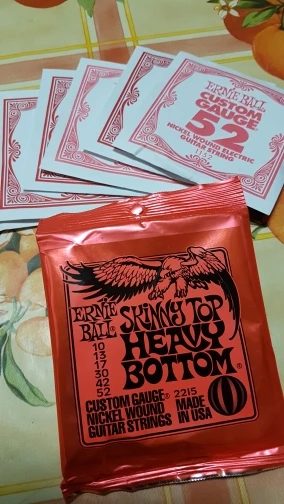 ERNIE BALL
CUSTOM
GAUGE
52
NICKEL WOUND ELECTRIC
GUITAR STRING
1152
ERNIE
BALL®
10
13
17
30
42
52
SKINNY TOP
HEAVY
BOTTOM®
CUSTOM GAUGE® 2215
NICKEL WOUND MADE
GUITAR STRINGS IN USA